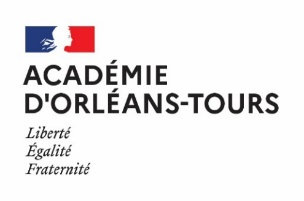 ACADÉMIE
D'ORLÉANS-TOURS
Liberté
Égalité
Fraternité